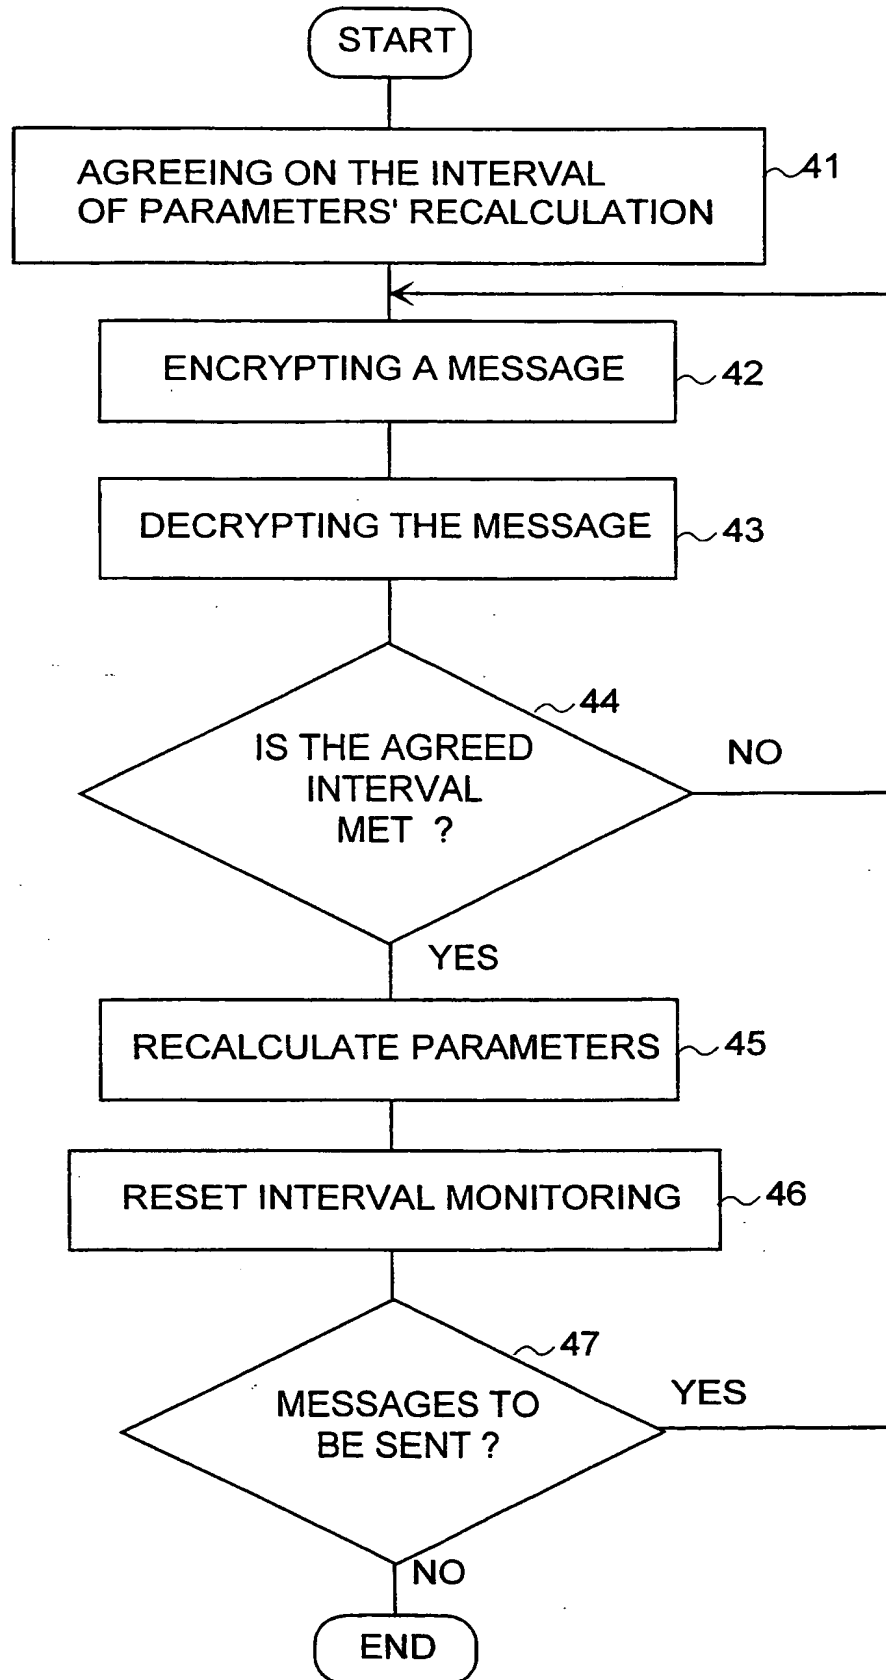 START
AGREEING ON THE INTERVAL
OF PARAMETERS' RECALCULATION
41
ENCRYPTING A MESSAGE
42
DECRYPTING THE MESSAGE
43
44
IS THE AGREED
INTERVAL
MET ?
NO
YES
RECALCULATE PARAMETERS
45
RESET INTERVAL MONITORING
46
47
MESSAGES TO
BE SENT ?
YES
NO
END